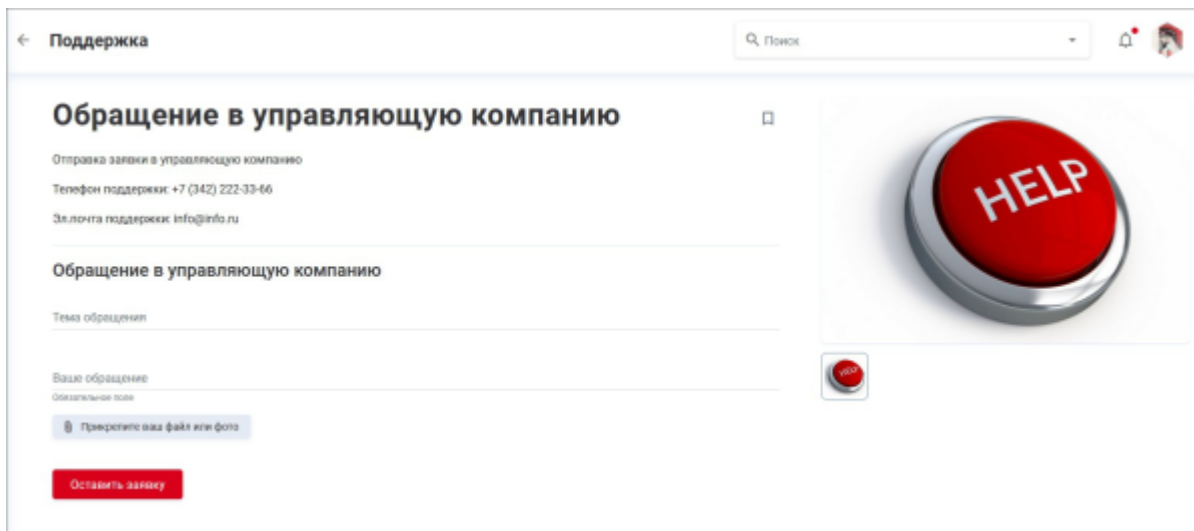 Поддержка
Поиск
Обращение в управляющую компанию
Отправка заявки в управляющую компанию
Телефон поддержки: +7 (342) 222-33-66
Эл.почта поддержки: info@info.ru
HELP
Обращение в управляющую компанию
Тема обращения
Ваше обращение
Обязательное поле
Прикрепите ваш файл или фото
Оставить заявку
HELP